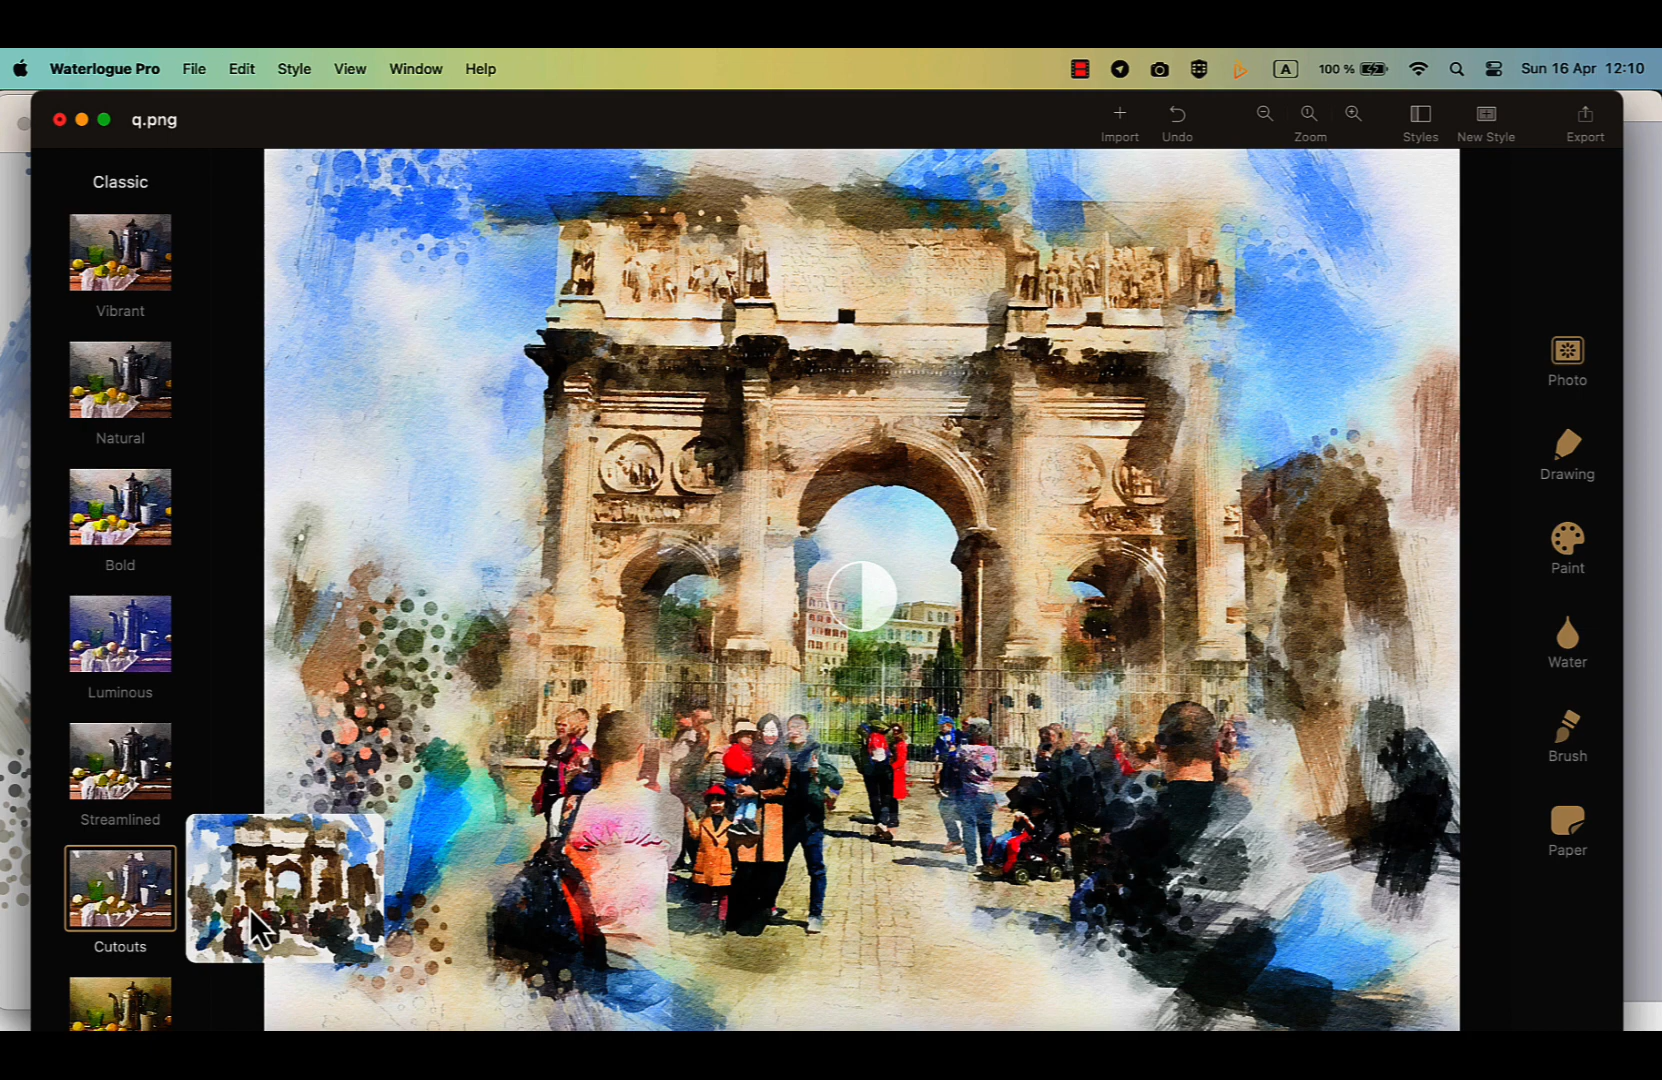 Waterlogue Pro File Edit Style View Window Help A 100 % Sun 16 Apr 12:10
q.png
Import Undo Zoom Styles New Style Export
Classic
Vibrant
Natural
Bold
Luminous
Streamlined
Cutouts
Photo
Drawing
Paint
Water
Brush
Paper